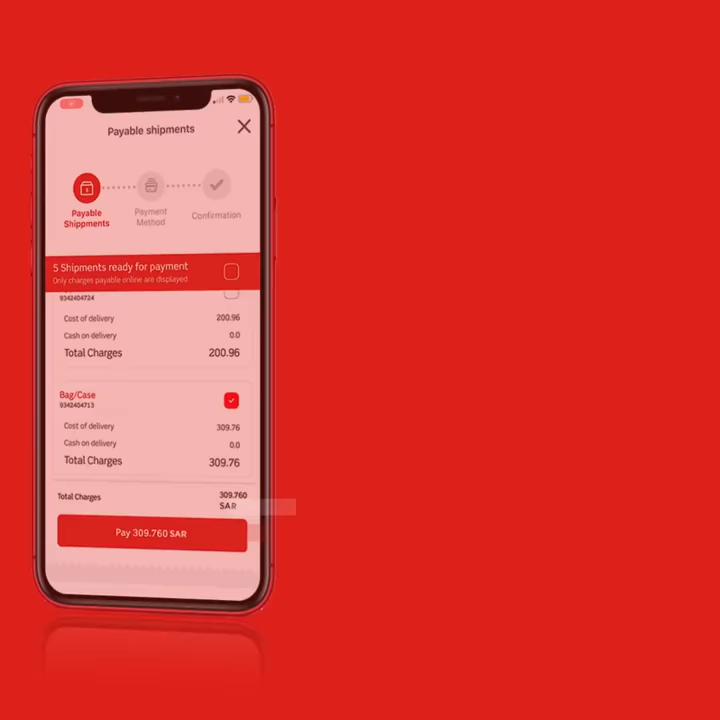 Payable shipments
Payable
Shippments
Payment
Method
Confirmation
5 Shipments ready for payment
Only charges payable online are displayed
9342404724
Cost of delivery 200.96
Cash on delivery 0.0
Total Charges 200.96
Bag/Case
9342404713
Cost of delivery 309.76
Cash on delivery 0.0
Total Charges 309.76
Total Charges 309.760
SAR
Pay 309.760 SAR